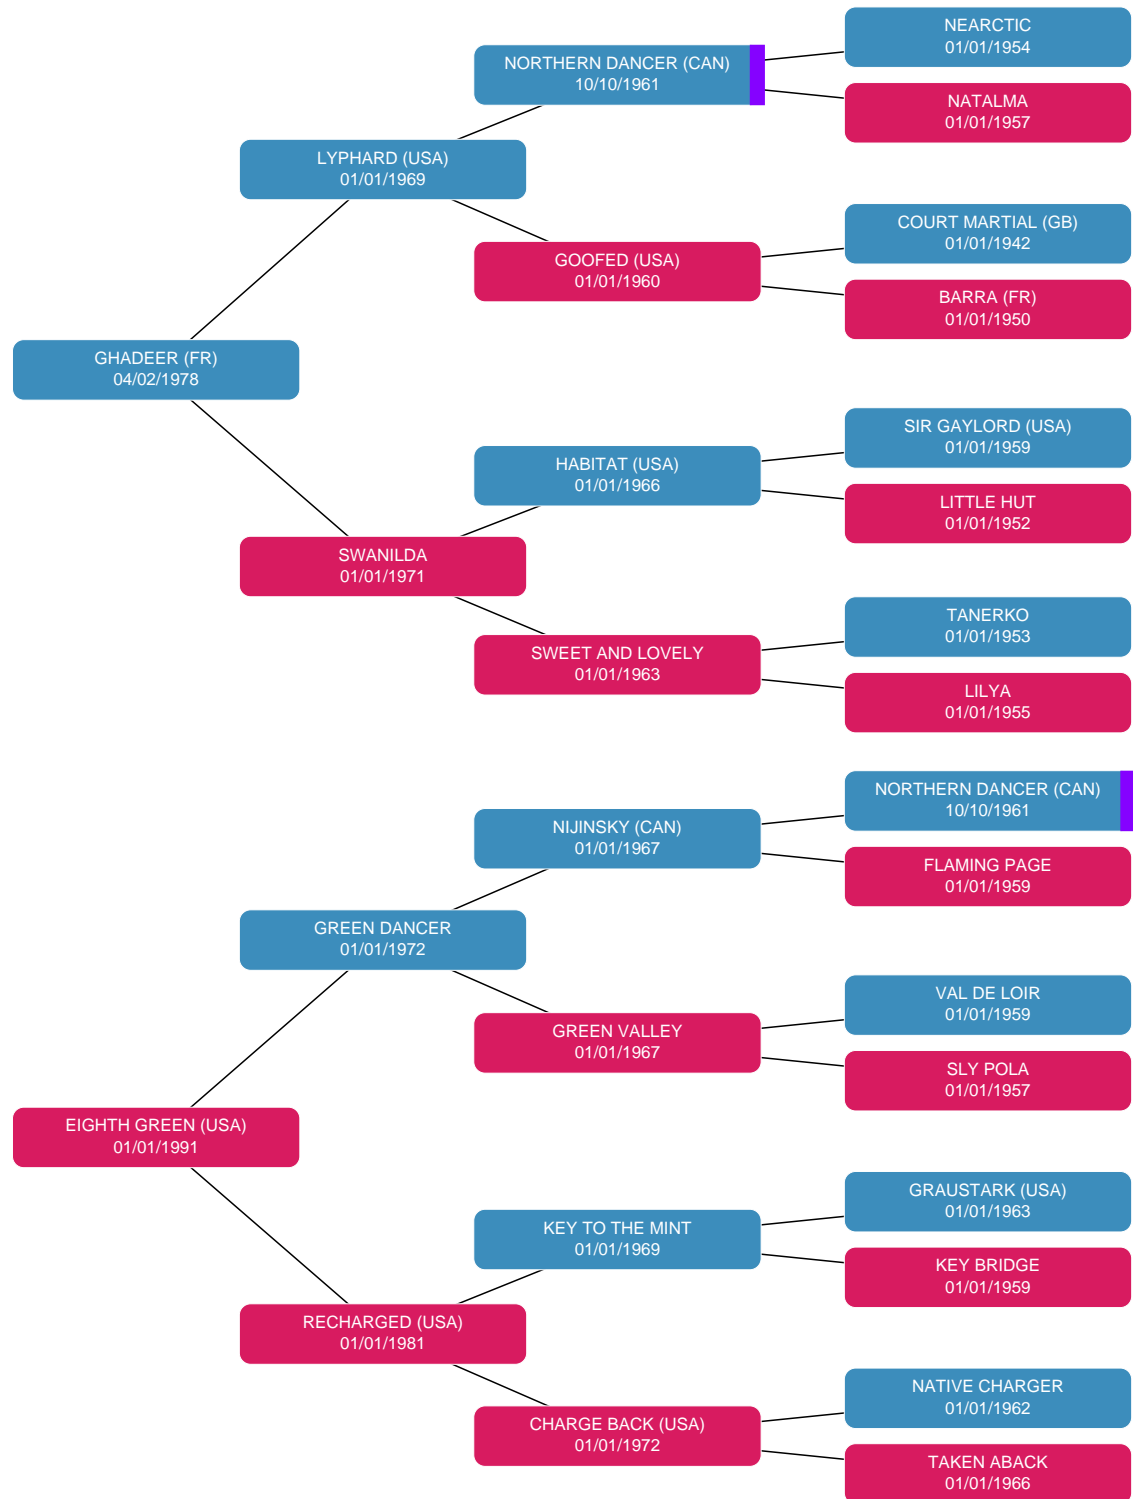 NEARCTIC
01/01/1954
NORTHERN DANCER (CAN)
10/10/1961
NATALMA
01/01/1957
LYPHARD (USA)
01/01/1969
COURT MARTIAL (GB)
01/01/1942
GOOFED (USA)
01/01/1960
BARRA (FR)
01/01/1950
GHADEER (FR)
04/02/1978
SIR GAYLORD (USA)
01/01/1959
HABITAT (USA)
01/01/1966
LITTLE HUT
01/01/1952
SWANILDA
01/01/1971
TANERKO
01/01/1953
SWEET AND LOVELY
01/01/1963
LILYA
01/01/1955
NORTHERN DANCER (CAN)
10/10/1961
NIJINSKY (CAN)
01/01/1967
FLAMING PAGE
01/01/1959
GREEN DANCER
01/01/1972
VAL DE LOIR
01/01/1959
GREEN VALLEY
01/01/1967
SLY POLA
01/01/1957
EIGHTH GREEN (USA)
01/01/1991
GRAUSTARK (USA)
01/01/1963
KEY TO THE MINT
01/01/1969
KEY BRIDGE
01/01/1959
RECHARGED (USA)
01/01/1981
NATIVE CHARGER
01/01/1962
CHARGE BACK (USA)
01/01/1972
TAKEN ABACK
01/01/1966